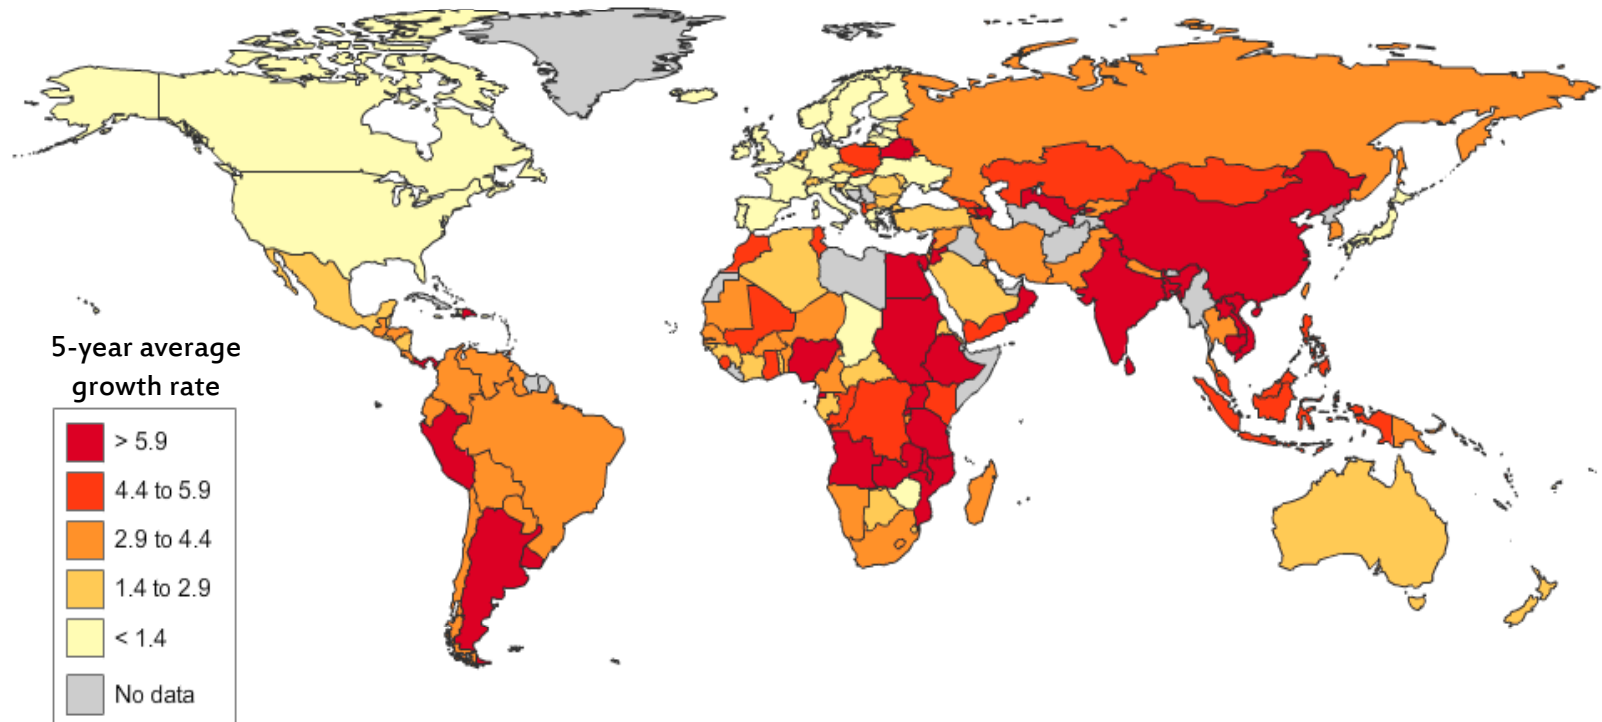 5-year average
growth rate
> 5.9
4.4 to 5.9
2.9 to 4.4
1.4 to 2.9
< 1.4
No data